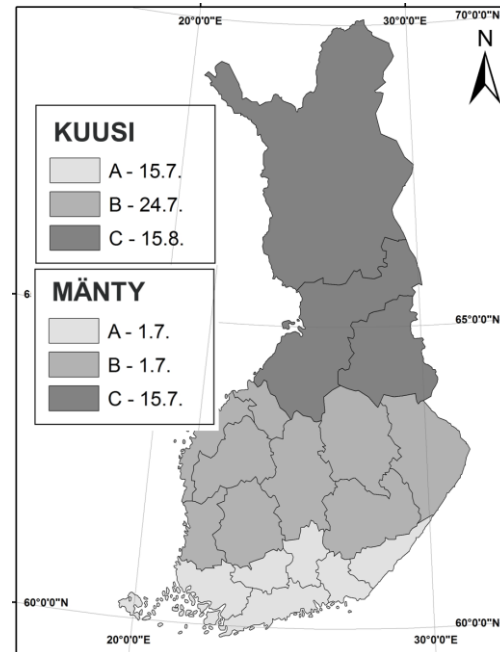 20°0'0"E
30°0'0"E
70°0'0"N
N
KUUSI
A - 15.7.
B - 24.7.
C - 15.8.
MÄNTY
A - 1.7.
B - 1.7.
C - 15.7.
65°0'0"N
60°0'0"N
60°0'0"N
20°0'0"E
30°0'0"E